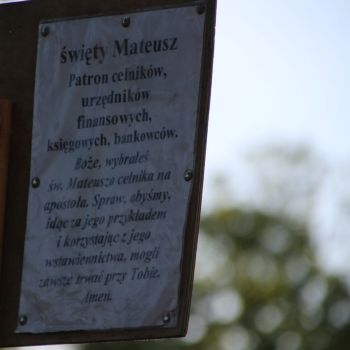 święty Mateusz
Patron celników,
urzędników
finansowych,
księgowych, bankowców.
Boże, wybrałeś
św. Mateusza celnika na
apostoła. Spraw, abyśmy,
idąc za jego przykładem
i korzystając z jego
wstawiennictwa, mogli
zawsze trwać przy Tobie.
Amen.